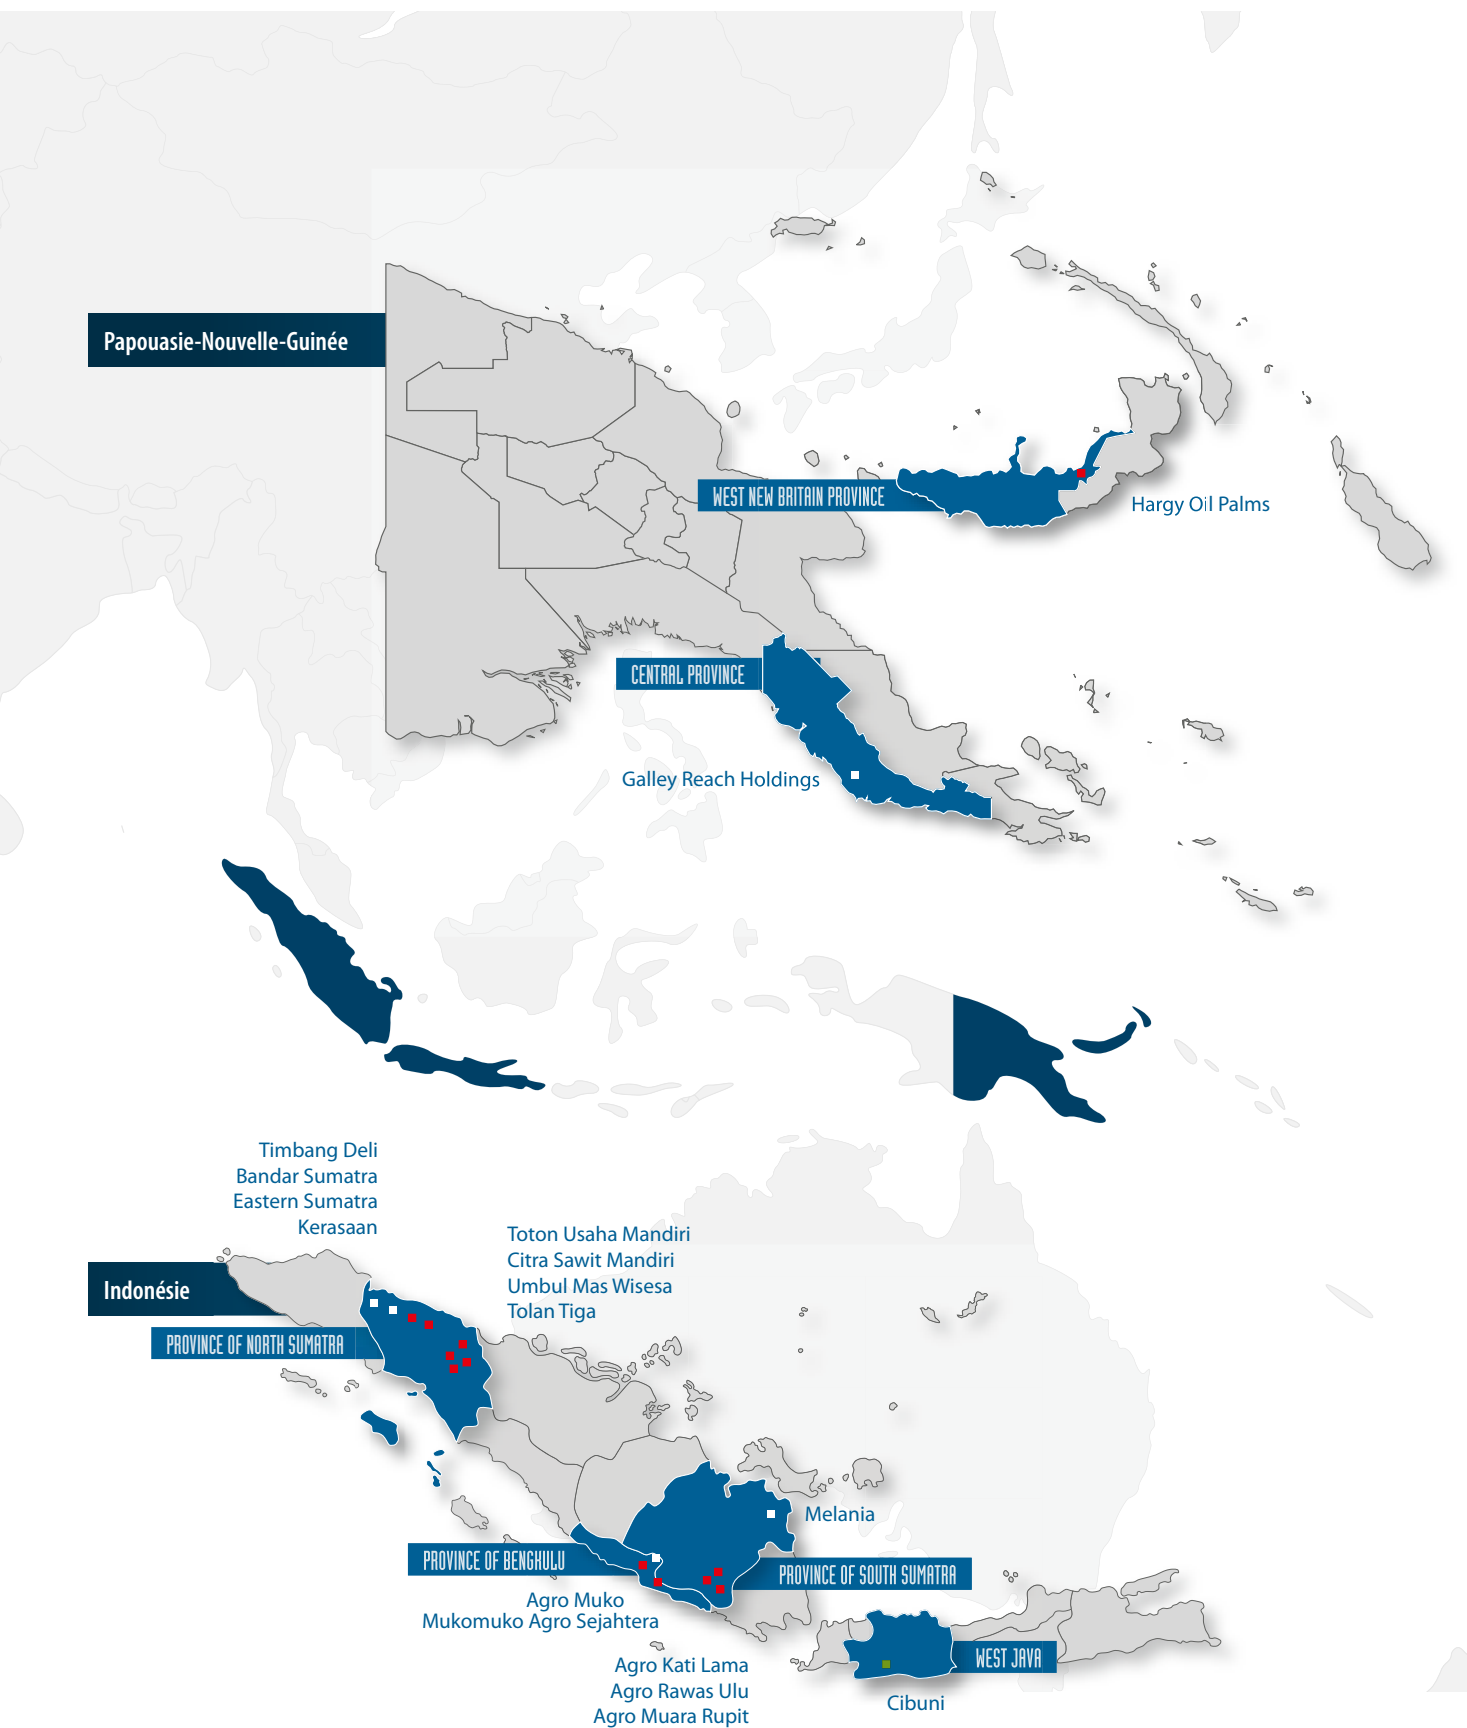 Papouasie-Nouvelle-Guinée
WEST NEW BRITAIN PROVINCE
Hargy Oil Palms
CENTRAL PROVINCE
Galley Reach Holdings
Timbang Deli
Bandar Sumatra
Eastern Sumatra
Kerasaan
Toton Usaha Mandiri
Citra Sawit Mandiri
Umbul Mas Wisesa
Tolan Tiga
Indonésie
PROVINCE OF NORTH SUMATRA
Melania
PROVINCE OF BENGHULU
PROVINCE OF SOUTH SUMATRA
Agro Muko
Mukomuko Agro Sejahtera
WEST JAVA
Agro Kati Lama
Agro Rawas Ulu
Agro Muara Rupit
Cibuni